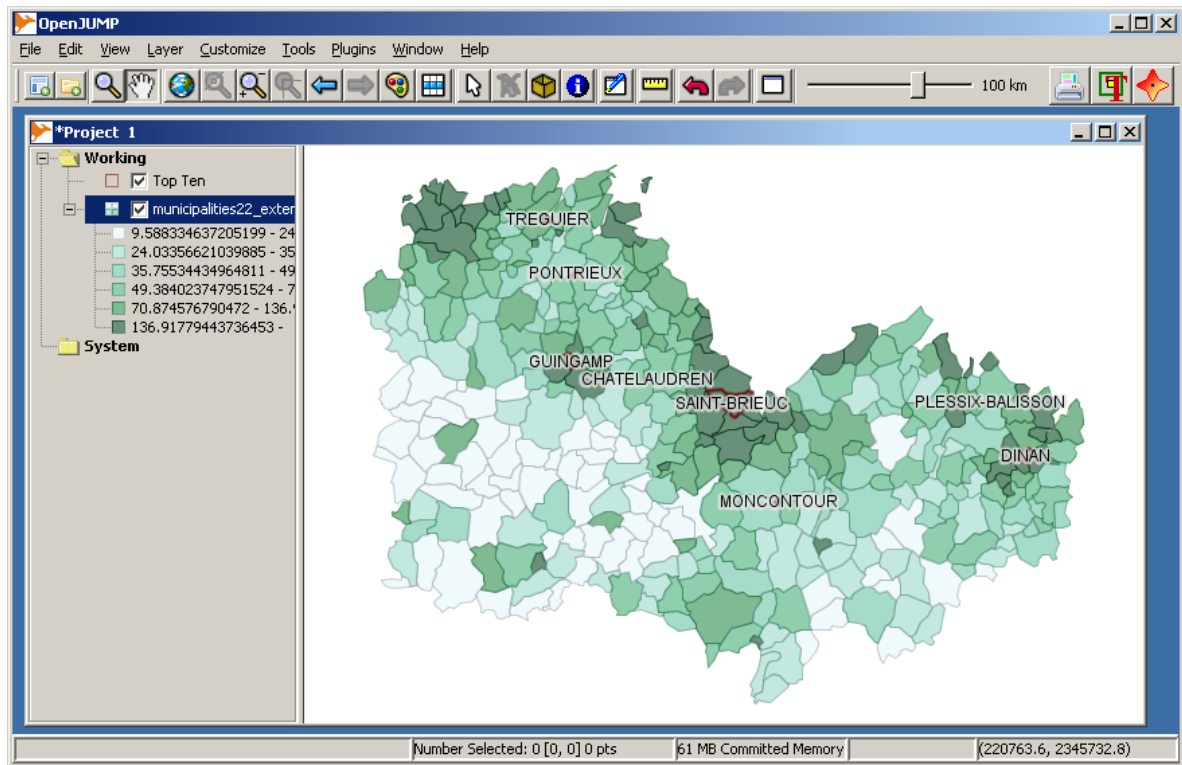 OpenJUMP
File Edit View Layer Customize Tools Plugins Window Help
100 km
*Project 1
Working
Top Ten
municipalities22_exter
9.588334637205199 - 24
24.03356621039885 - 35
35.75534434964811 - 49
49.384023747951524 - 7
70.874576790472 - 136.9
136.91779443736453 -
System
TREGUIER
PONTRIEUX
GUINGAMP
CHATELAUDREN
SAINT-BRIEUC
PLESSIX-BALISSON
DINAN
MONCONTOUR
Number Selected: 0 [0, 0] 0 pts 61 MB Committed Memory (220763.6, 2345732.8)